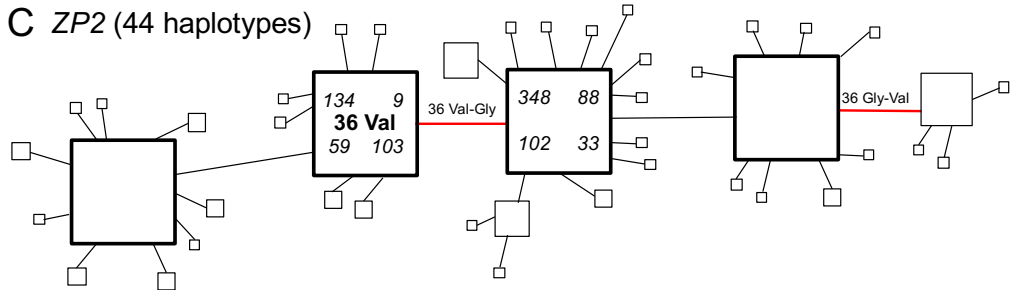 C ZP2 (44 haplotypes)
134 9
36 Val
59 103
36 Val-Gly
348 88
102 33
36 Gly-Val